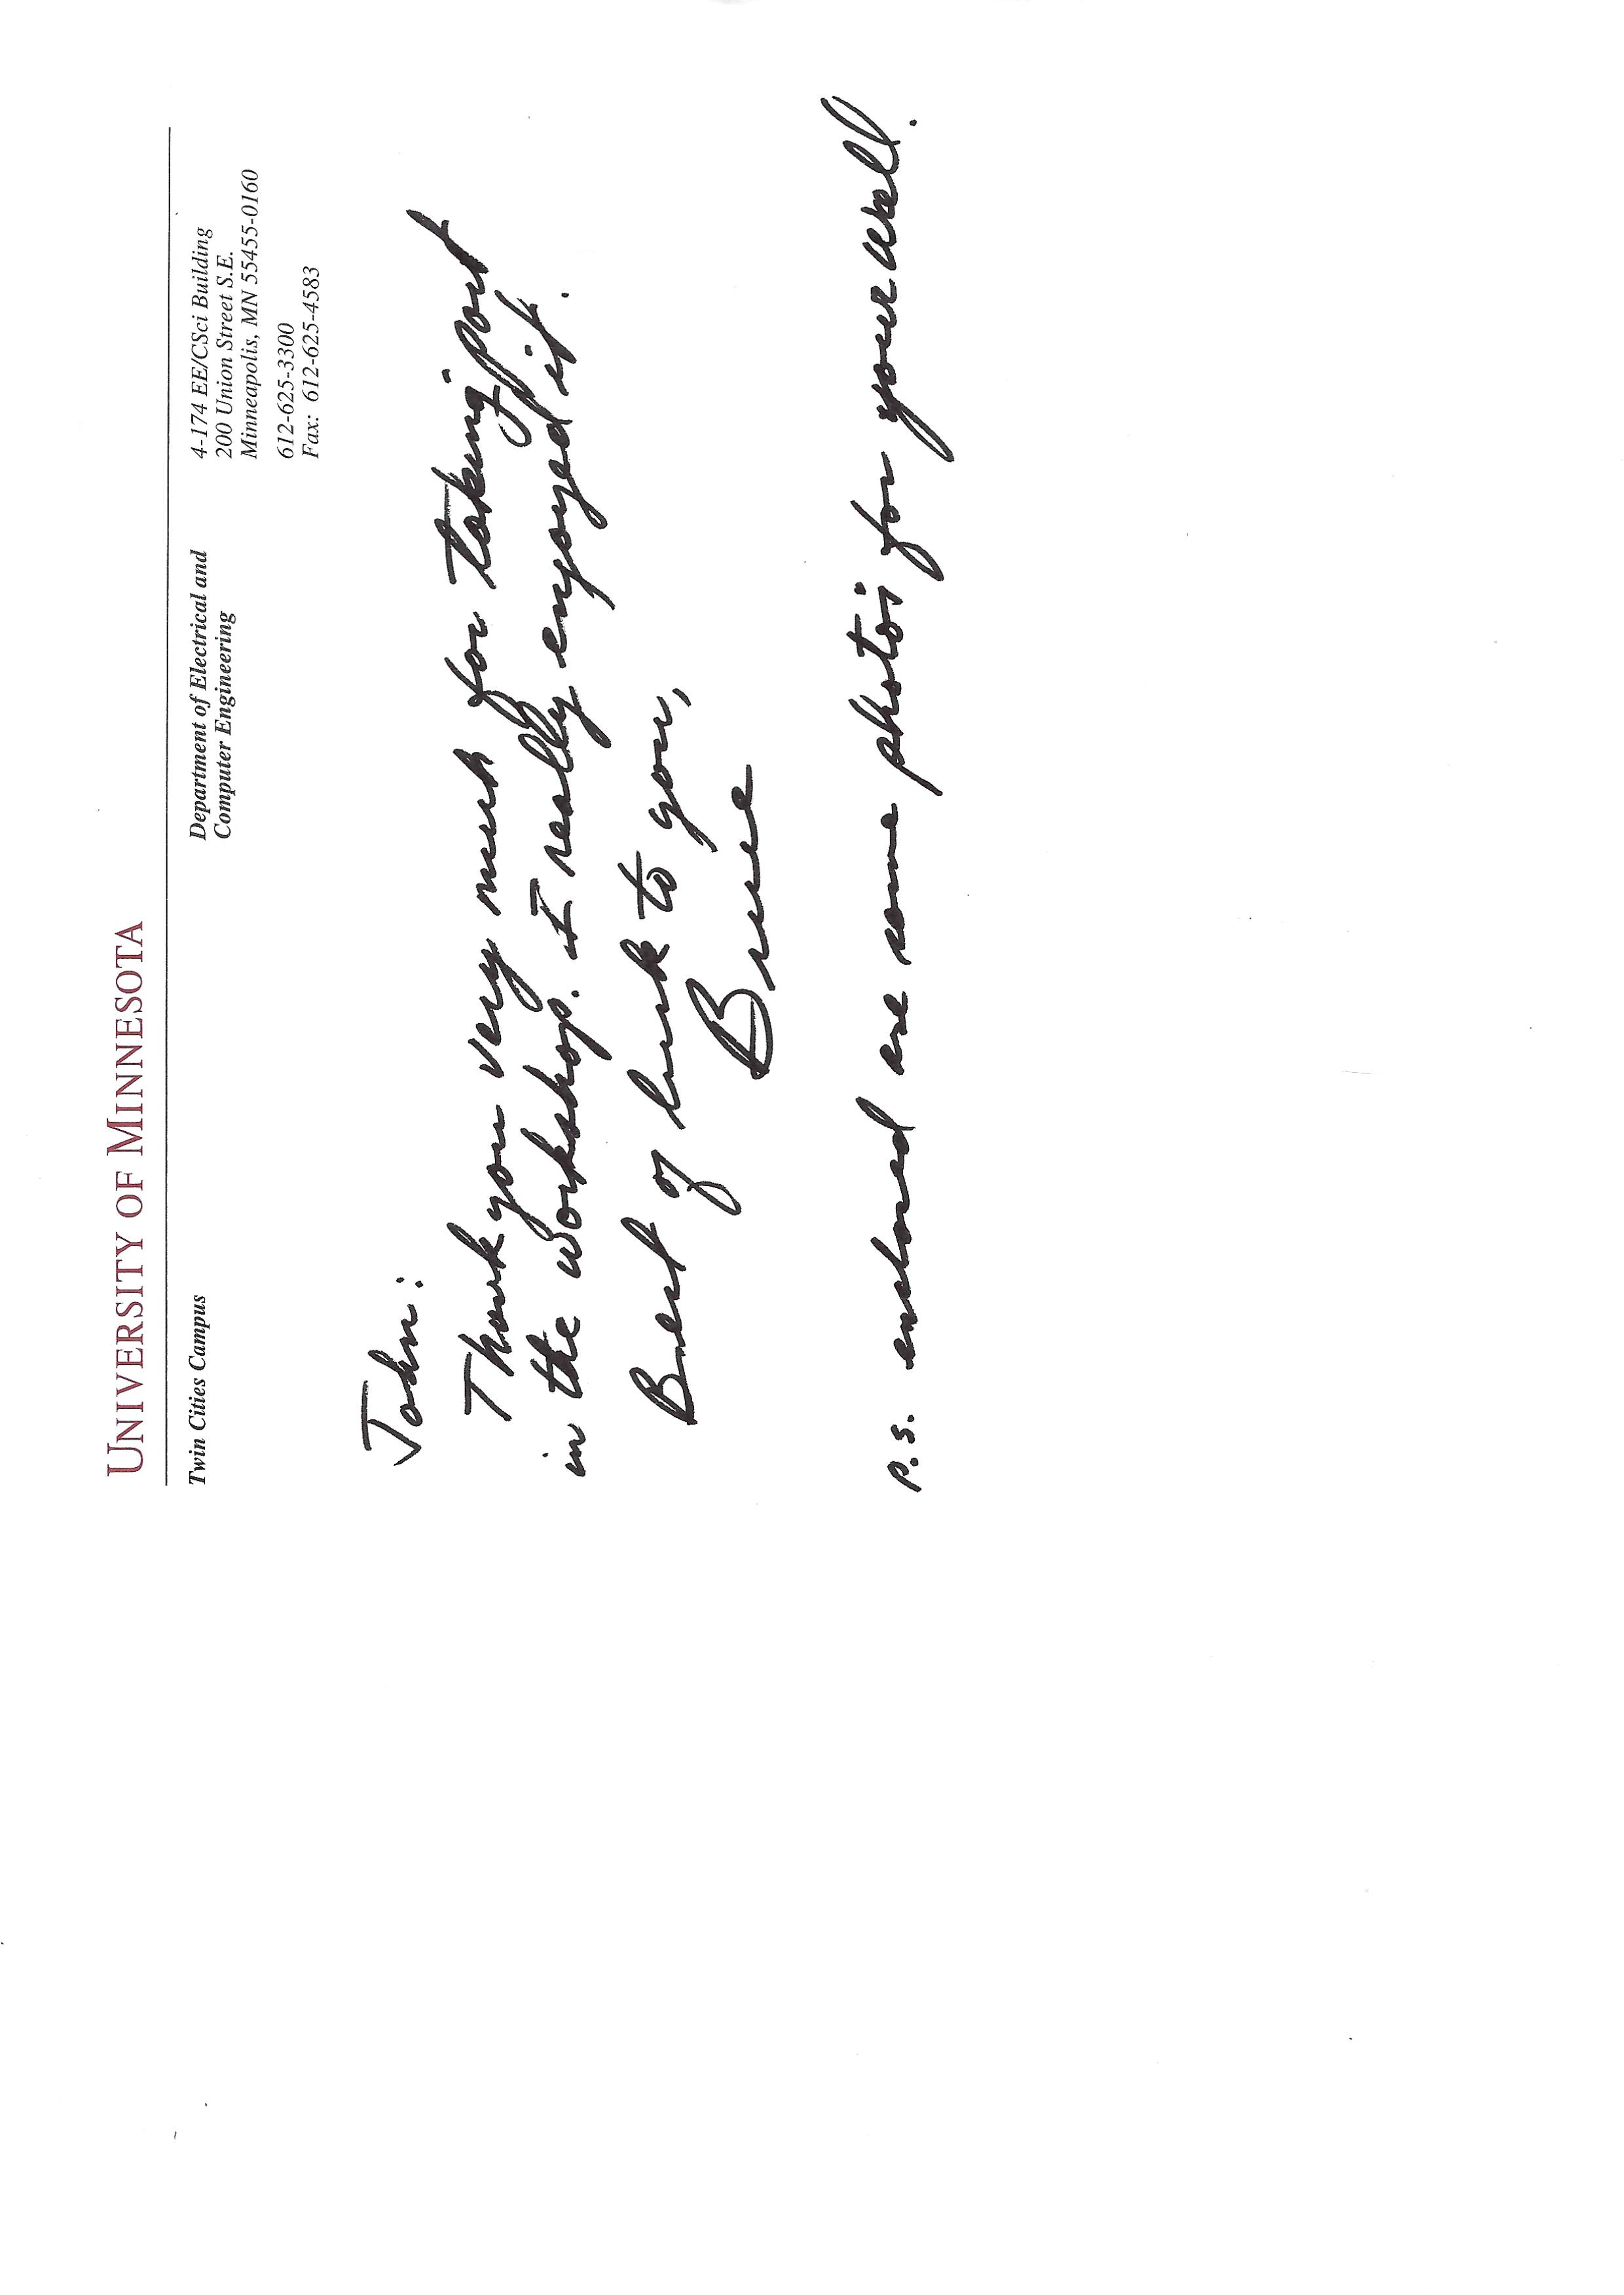 UNIVERSITY OF MINNESOTA
Twin Cities Campus
Department of Electrical and
Computer Engineering
4-174 EE/CSci Building
200 Union Street S.E.
Minneapolis, MN 55455-0160
612-625-3300
Fax: 612-625-4583
John:
Thank you very much for taking part
in the workshop. I really enjoyed it.
Best of luck to you,
Bruce
P.S. enclosed are some photos for your wall.